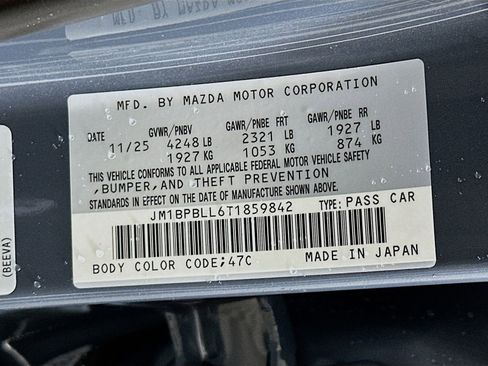 MFD. BY MAZDA MOTOR CORPORATION
DATE GVWR/PNBV GAWR/PNBE FRT GAWR/PNBE RR
11/25 4248 LB 2321 LB 1927 LB
1927 KG 1053 KG 874 KG
THIS VEHICLE CONFORMS TO ALL APPLICABLE FEDERAL MOTOR VEHICLE SAFETY
,BUMPER,AND THEFT PREVENTION
STANDARDS IN EFFECT ON THE DATE OF MANUFACTURE SHOWN ABOVE.
JM1BPBLL6T1859842 TYPE: PASS CAR
BODY COLOR CODE;47C MADE IN JAPAN
(BEEVA)